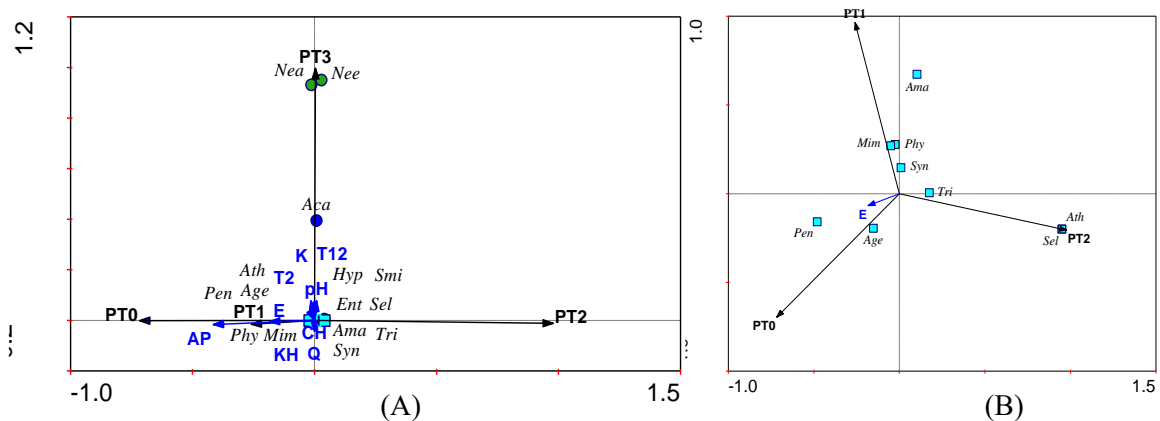 1.2
PT3
Nea
Nee
Aca
K T12
Ath
T2
Hyp Smi
pH
Pen
Age
Ent Sel
PT0
PT1
E
PT2
AP
Phy Mim
CH
Ama
Tri
KH
Q
Syn
-1.0
1.5
(A)
1.0
PT1
Ama
Mim
Phy
Syn
Tri
E
Pen
Age
Ath
Sel
PT2
PT0
-1.0
1.5
(B)